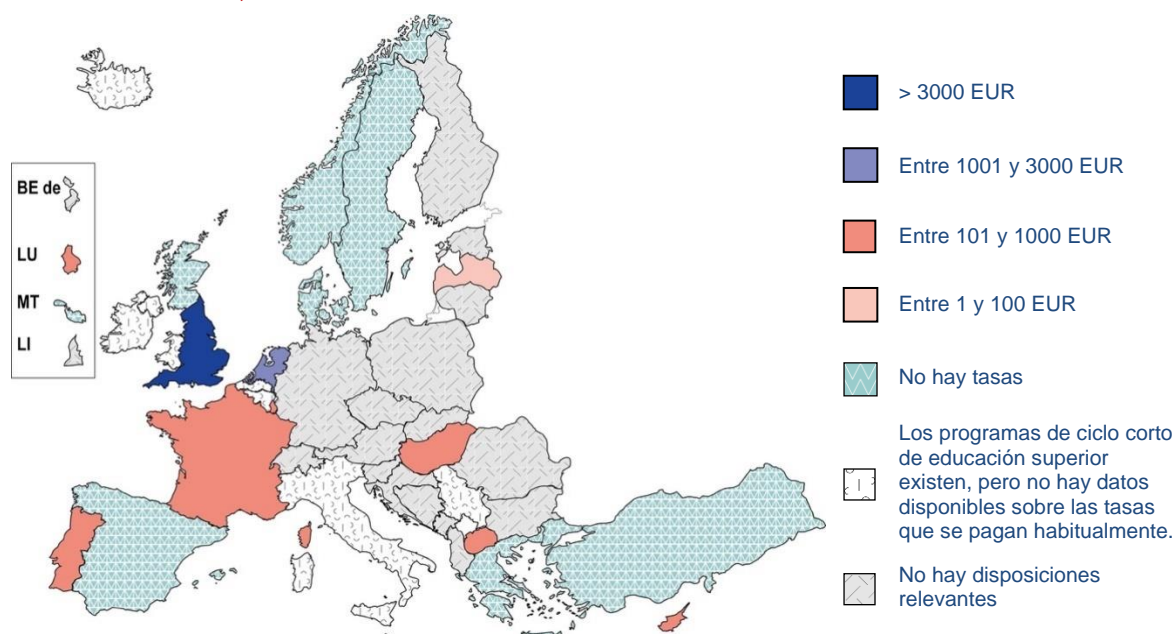 BE de
LU
MT
LI
> 3000 EUR
Entre 1001 y 3000 EUR
Entre 101 y 1000 EUR
Entre 1 y 100 EUR
No hay tasas
Los programas de ciclo corto
de educación superior
existen, pero no hay datos
disponibles sobre las tasas
que se pagan habitualmente.
No hay disposiciones
relevantes